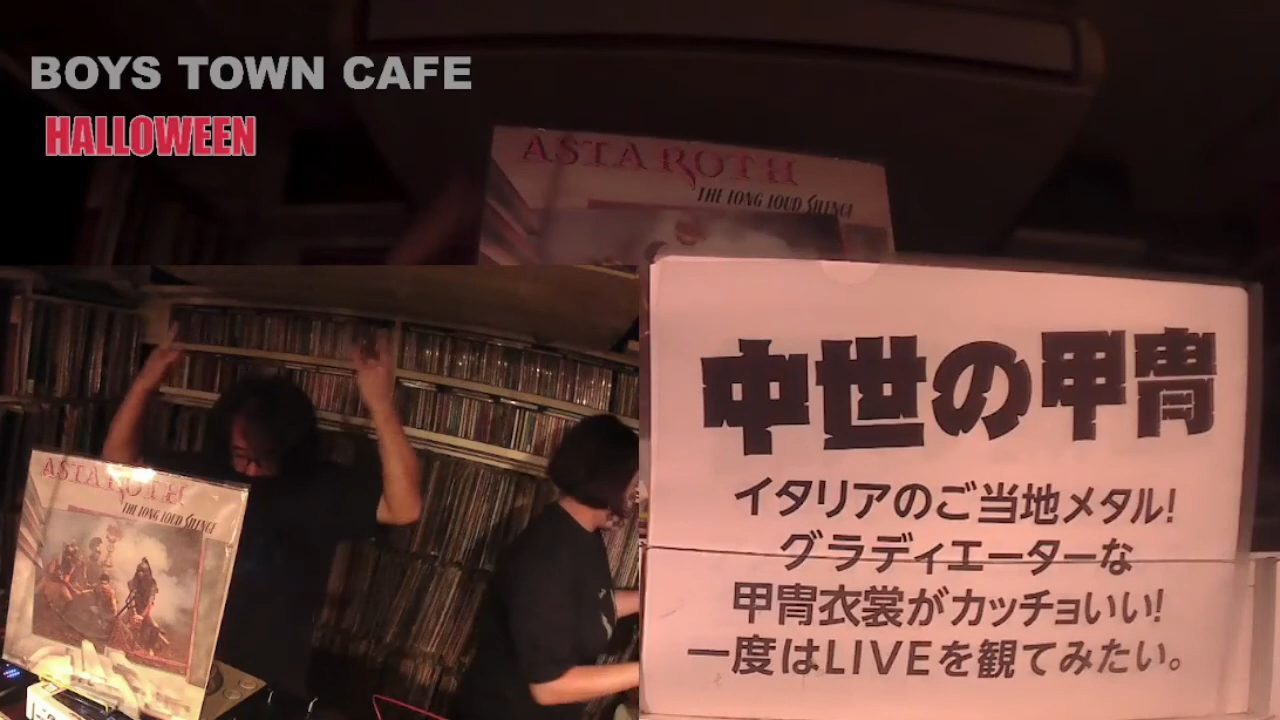 BOYS TOWN CAFE
HALLOWEEN
ASTAROTH
THE LONG LOUD SILENCE
ASTAROTH
THE LONG LOUD SILENCE
中世の甲冑
イタリアのご当地メタル!
グラディエーターな
甲冑衣裳がカッチョいい!
一度はLIVEを観てみたい。